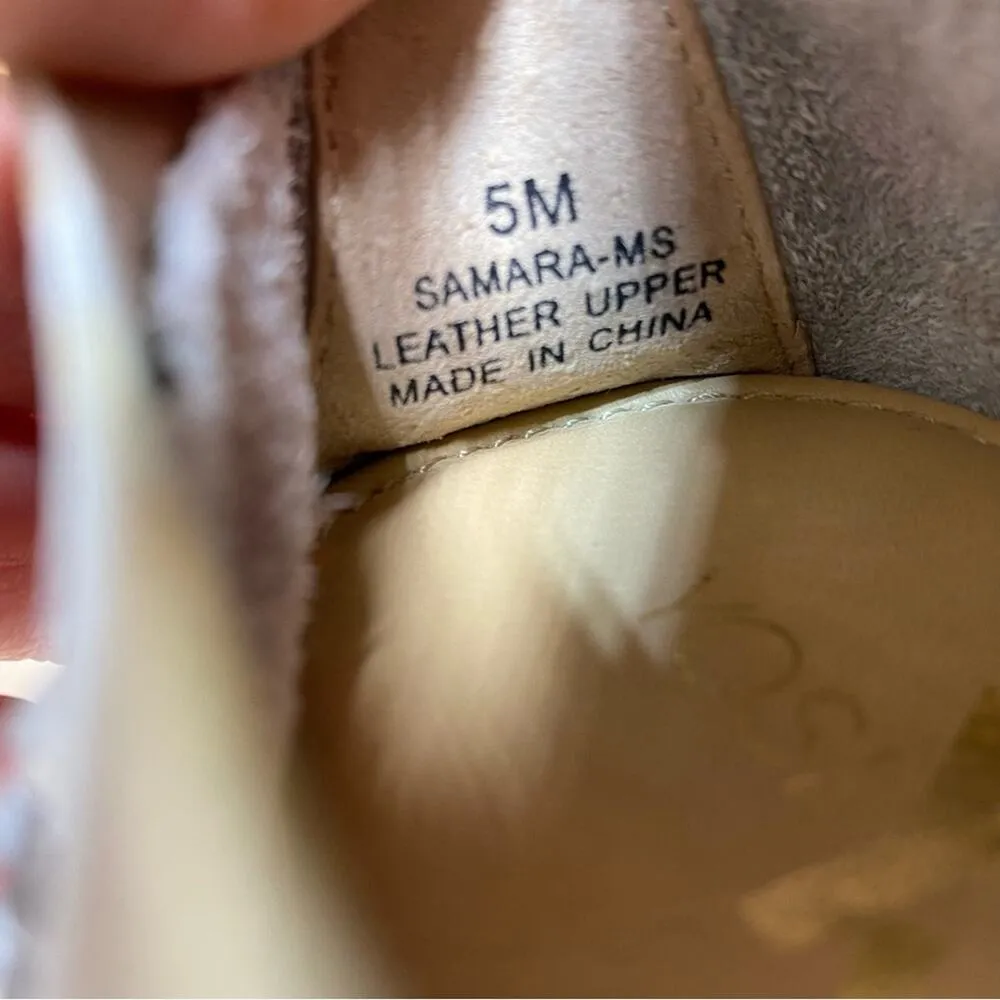 5M
SAMARA-MS
LEATHER UPPER
MADE IN CHINA